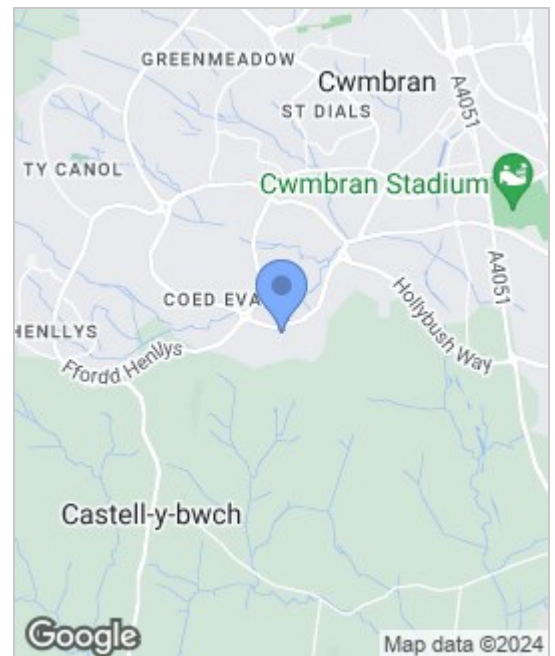 GREENMEADOW
Cwmbran
A4051
ST DIALS
TY CANOL
Cwmbran Stadium
A4051
COED EVA
HENLLYS
Hollybush Way
Ffordd Henllys
Castell-y-bwch
Google
Map data ©2024